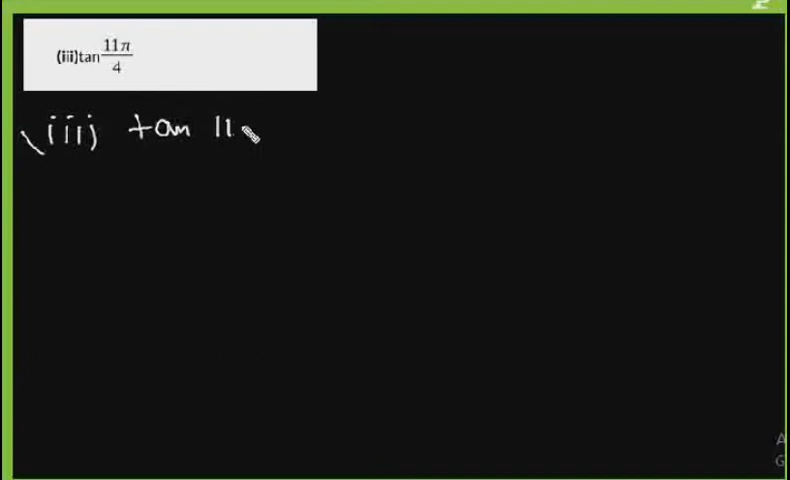 (iii)tan 11π/4
(iii) tan 11
A
G